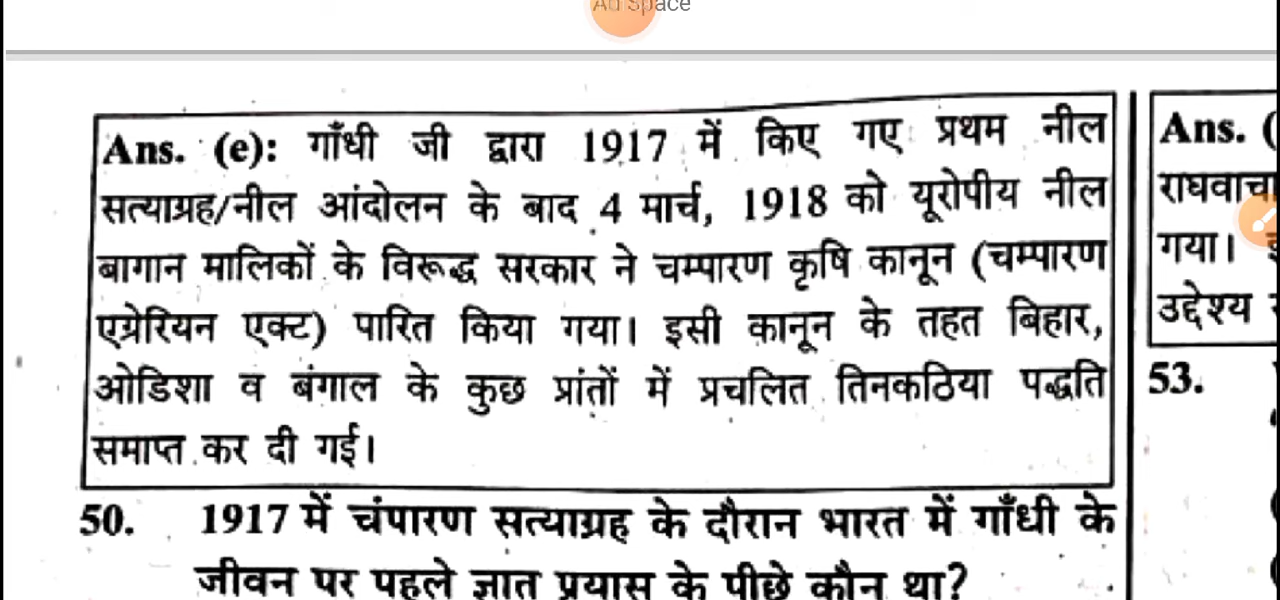 Ad Space
Ans. (e): गाँधी जी द्वारा 1917 में किए गए प्रथम नील
सत्याग्रह/नील आंदोलन के बाद 4 मार्च, 1918 को यूरोपीय नील
बागान मालिकों के विरूद्ध सरकार ने चम्पारण कृषि कानून (चम्पारण
एग्रेरियन एक्ट) पारित किया गया। इसी कानून के तहत बिहार,
ओडिशा व बंगाल के कुछ प्रांतों में प्रचलित तिनकठिया पद्धति
समाप्त कर दी गई।
50. 1917 में चंपारण सत्याग्रह के दौरान भारत में गाँधी के
जीवन पर पहले ज्ञात प्रयास के पीछे कौन था?
Ans. (
राघवाचा
गया।
उद्देश्य
53.